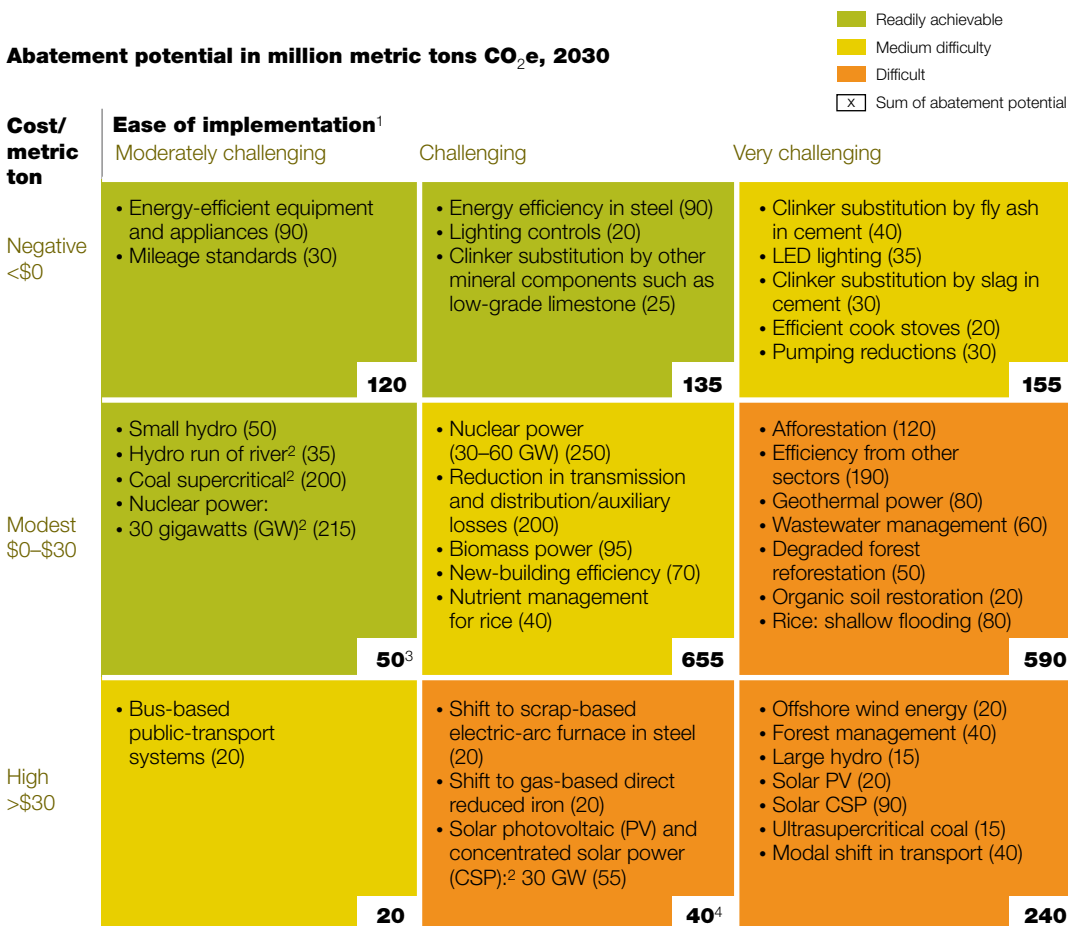 Readily achievable
Medium difficulty
Difficult
x Sum of abatement potential
Abatement potential in million metric tons CO₂e, 2030
Cost/
metric
ton
Ease of implementation¹
Moderately challenging
Challenging
Very challenging
Negative
<$0
• Energy-efficient equipment
and appliances (90)
• Mileage standards (30)
120
• Energy efficiency in steel (90)
• Lighting controls (20)
• Clinker substitution by other
mineral components such as
low-grade limestone (25)
135
• Clinker substitution by fly ash
in cement (40)
• LED lighting (35)
• Clinker substitution by slag in
cement (30)
• Efficient cook stoves (20)
• Pumping reductions (30)
155
Modest
$0–$30
• Small hydro (50)
• Hydro run of river² (35)
• Coal supercritical² (200)
• Nuclear power:
• 30 gigawatts (GW)² (215)
50³
• Nuclear power
(30–60 GW) (250)
• Reduction in transmission
and distribution/auxiliary
losses (200)
• Biomass power (95)
• New-building efficiency (70)
• Nutrient management
for rice (40)
655
• Afforestation (120)
• Efficiency from other
sectors (190)
• Geothermal power (80)
• Wastewater management (60)
• Degraded forest
reforestation (50)
• Organic soil restoration (20)
• Rice: shallow flooding (80)
590
High
>$30
• Bus-based
public-transport
systems (20)
20
• Shift to scrap-based
electric-arc furnace in steel
(20)
• Shift to gas-based direct
reduced iron (20)
• Solar photovoltaic (PV) and
concentrated solar power
(CSP):² 30 GW (55)
40⁴
• Offshore wind energy (20)
• Forest management (40)
• Large hydro (15)
• Solar PV (20)
• Solar CSP (90)
• Ultrasupercritical coal (15)
• Modal shift in transport (40)
240